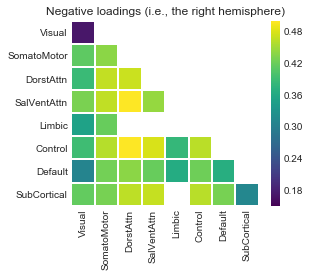 Negative loadings (i.e., the right hemisphere)
Visual
SomatoMotor
DorstAttn
SalVentAttn
Limbic
Control
Default
SubCortical
Visual
SomatoMotor
DorstAttn
SalVentAttn
Limbic
Control
Default
SubCortical
0.48
0.42
0.36
0.30
0.24
0.18